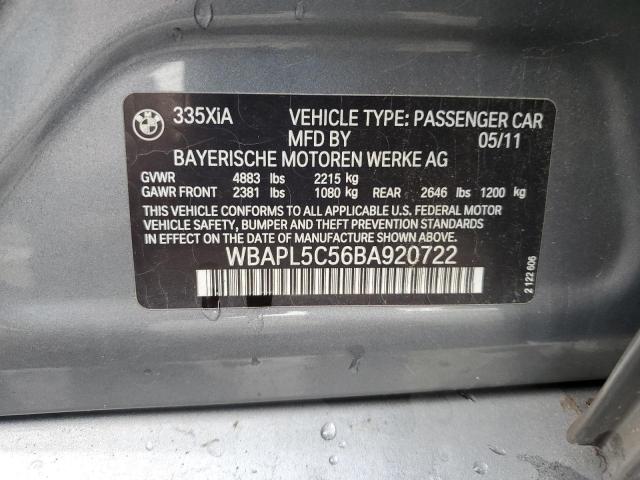 335XiA VEHICLE TYPE: PASSENGER CAR
MFD BY 05/11
BAYERISCHE MOTOREN WERKE AG
GVWR 4883 lbs 2215 kg
GAWR FRONT 2381 lbs 1080 kg REAR 2646 lbs 1200 kg
THIS VEHICLE CONFORMS TO ALL APPLICABLE U.S. FEDERAL MOTOR
VEHICLE SAFETY, BUMPER AND THEFT PREVENTION STANDARDS
IN EFFECT ON THE DATE OF MANUFACTURE SHOWN ABOVE.
WBAPL5C56BA920722
2 122 606